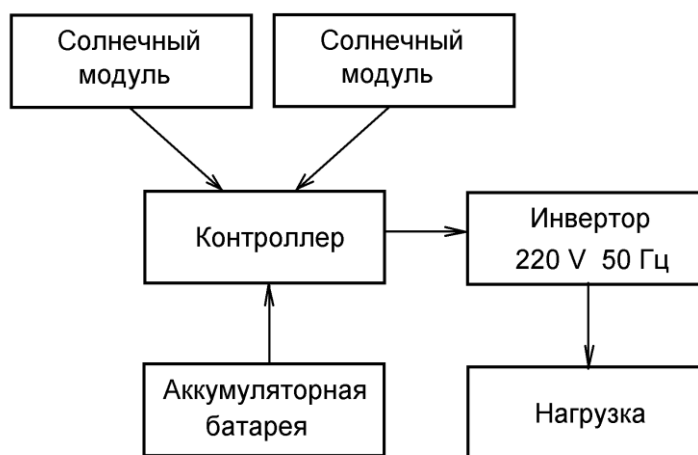 Солнечный
модуль
Солнечный
модуль
Контроллер
Инвертор
220 V 50 Гц
Аккумуляторная
батарея
Нагрузка